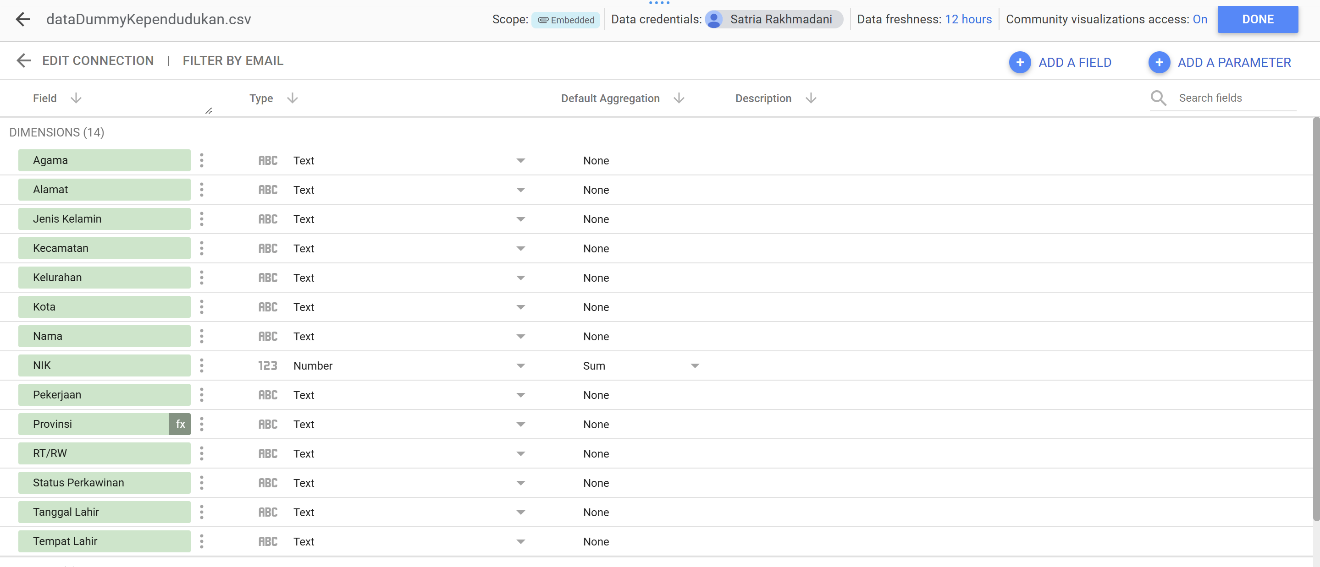 dataDummyKependudukan.csv Scope: Embedded Data credentials: Satria Rakhmadani Data freshness: 12 hours Community visualizations access: On DONE
EDIT CONNECTION | FILTER BY EMAIL + ADD A FIELD + ADD A PARAMETER
Field Type Default Aggregation Description Search fields
DIMENSIONS (14)
Agama ABC Text None
Alamat ABC Text None
Jenis Kelamin ABC Text None
Kecamatan ABC Text None
Kelurahan ABC Text None
Kota ABC Text None
Nama ABC Text None
NIK 123 Number Sum
Pekerjaan ABC Text None
Provinsi fx ABC Text None
RT/RW ABC Text None
Status Perkawinan ABC Text None
Tanggal Lahir ABC Text None
Tempat Lahir ABC Text None